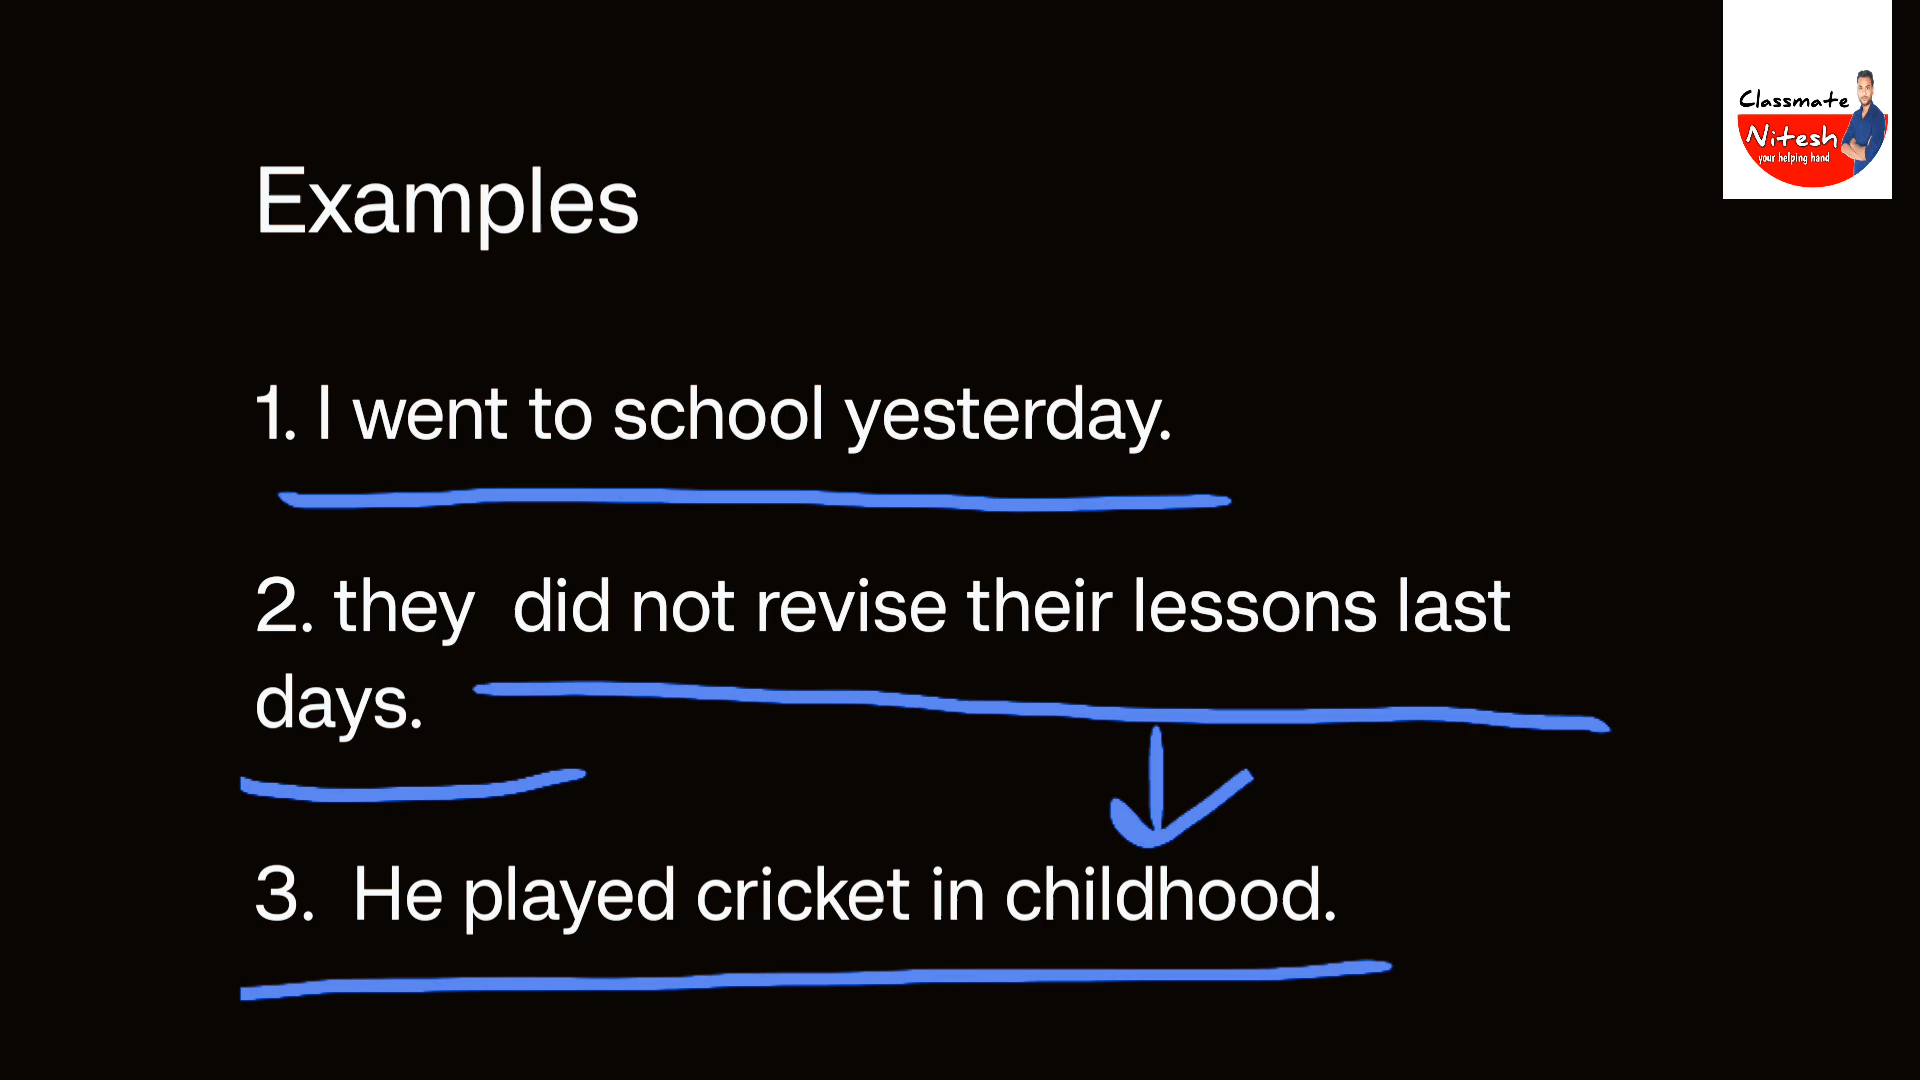 Classmate
Nitesh
your helping hand
Examples
1. I went to school yesterday.
2. they  did not revise their lessons last
days.
3.  He played cricket in childhood.